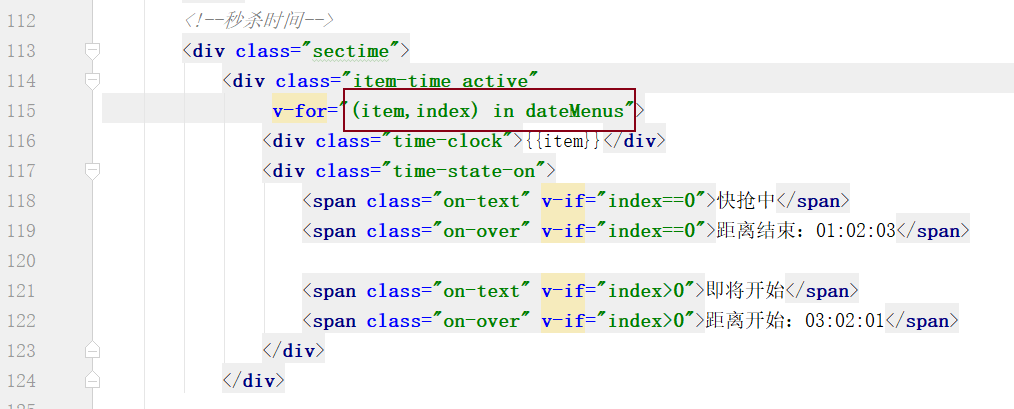 112 <!--秒杀时间-->
113 <div class="sectime">
114 <div class="item-time active"
115 v-for="(item,index) in dateMenus">
116 <div class="time-clock">{{item}}</div>
117 <div class="time-state-on">
118 <span class="on-text" v-if="index==0">快抢中</span>
119 <span class="on-over" v-if="index==0">距离结束：01:02:03</span>
120
121 <span class="on-text" v-if="index>0">即将开始</span>
122 <span class="on-over" v-if="index>0">距离开始：03:02:01</span>
123 </div>
124 </div>
125